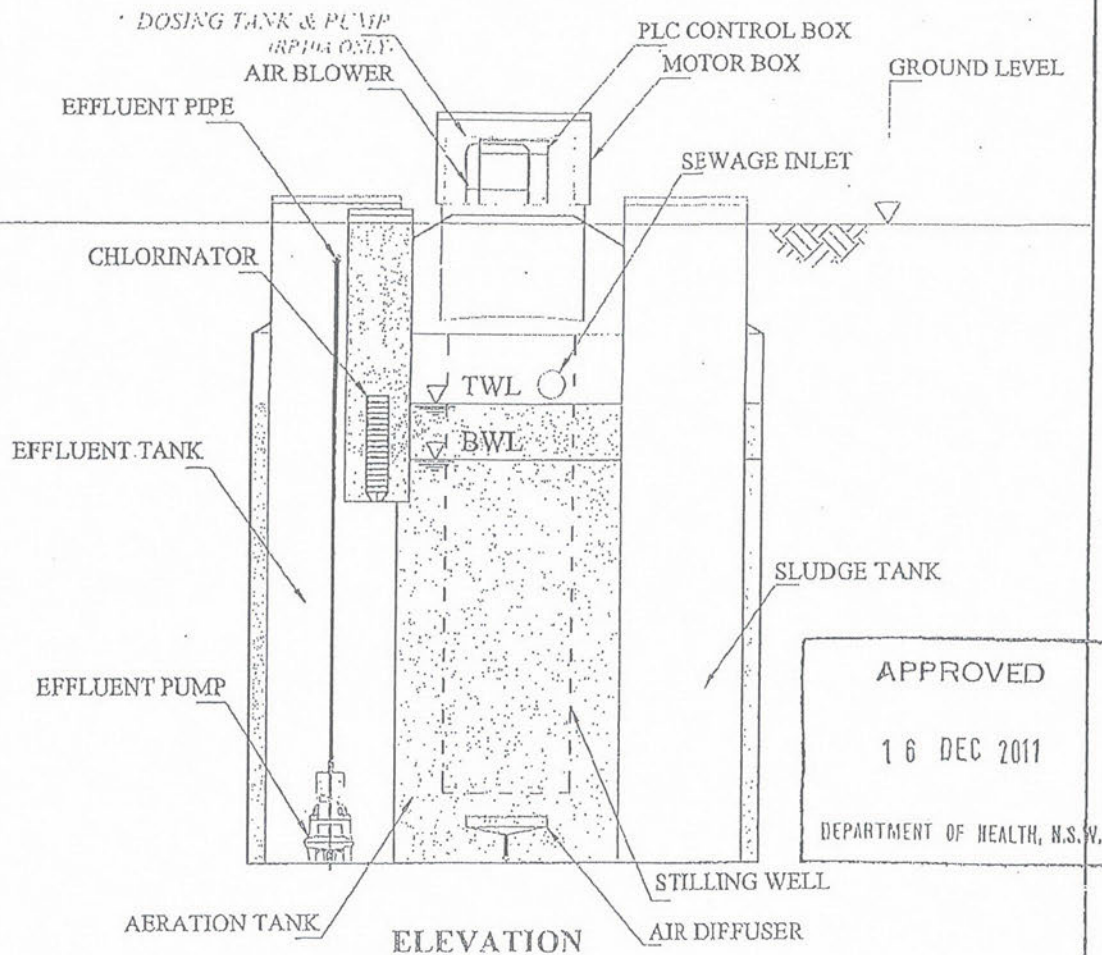 * DOSING TANK & PUMP
(RP10A ONLY)
AIR BLOWER
PLC CONTROL BOX
MOTOR BOX
GROUND LEVEL
EFFLUENT PIPE
SEWAGE INLET
CHLORINATOR
TWL
BWL
EFFLUENT TANK
SLUDGE TANK
APPROVED
16 DEC 2011
DEPARTMENT OF HEALTH, N.S.W.
EFFLUENT PUMP
STILLING WELL
AERATION TANK
AIR DIFFUSER
ELEVATION